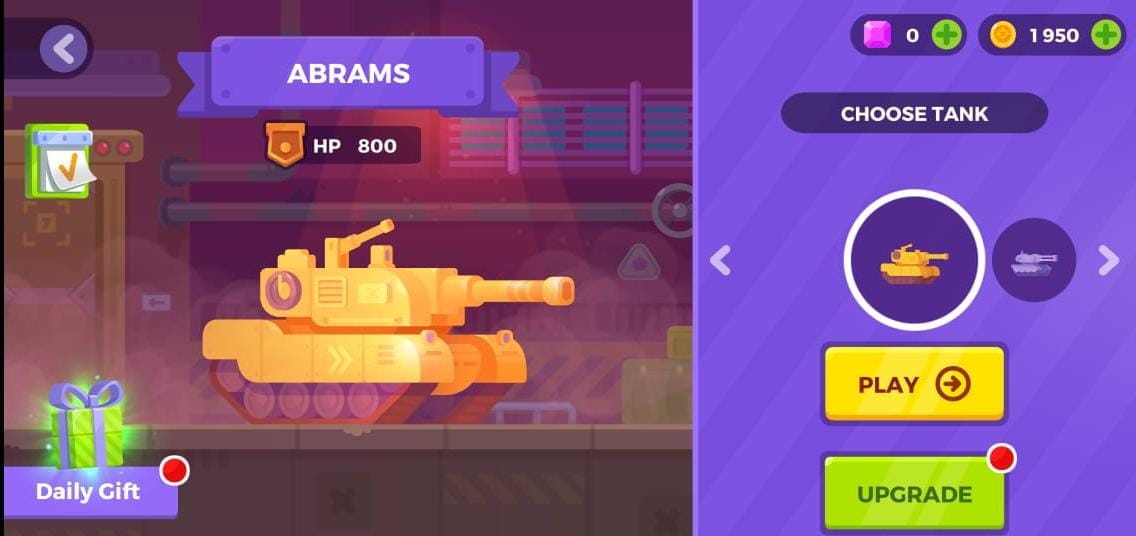 ABRAMS
HP 800
Daily Gift
0
1 950
CHOOSE TANK
PLAY
UPGRADE